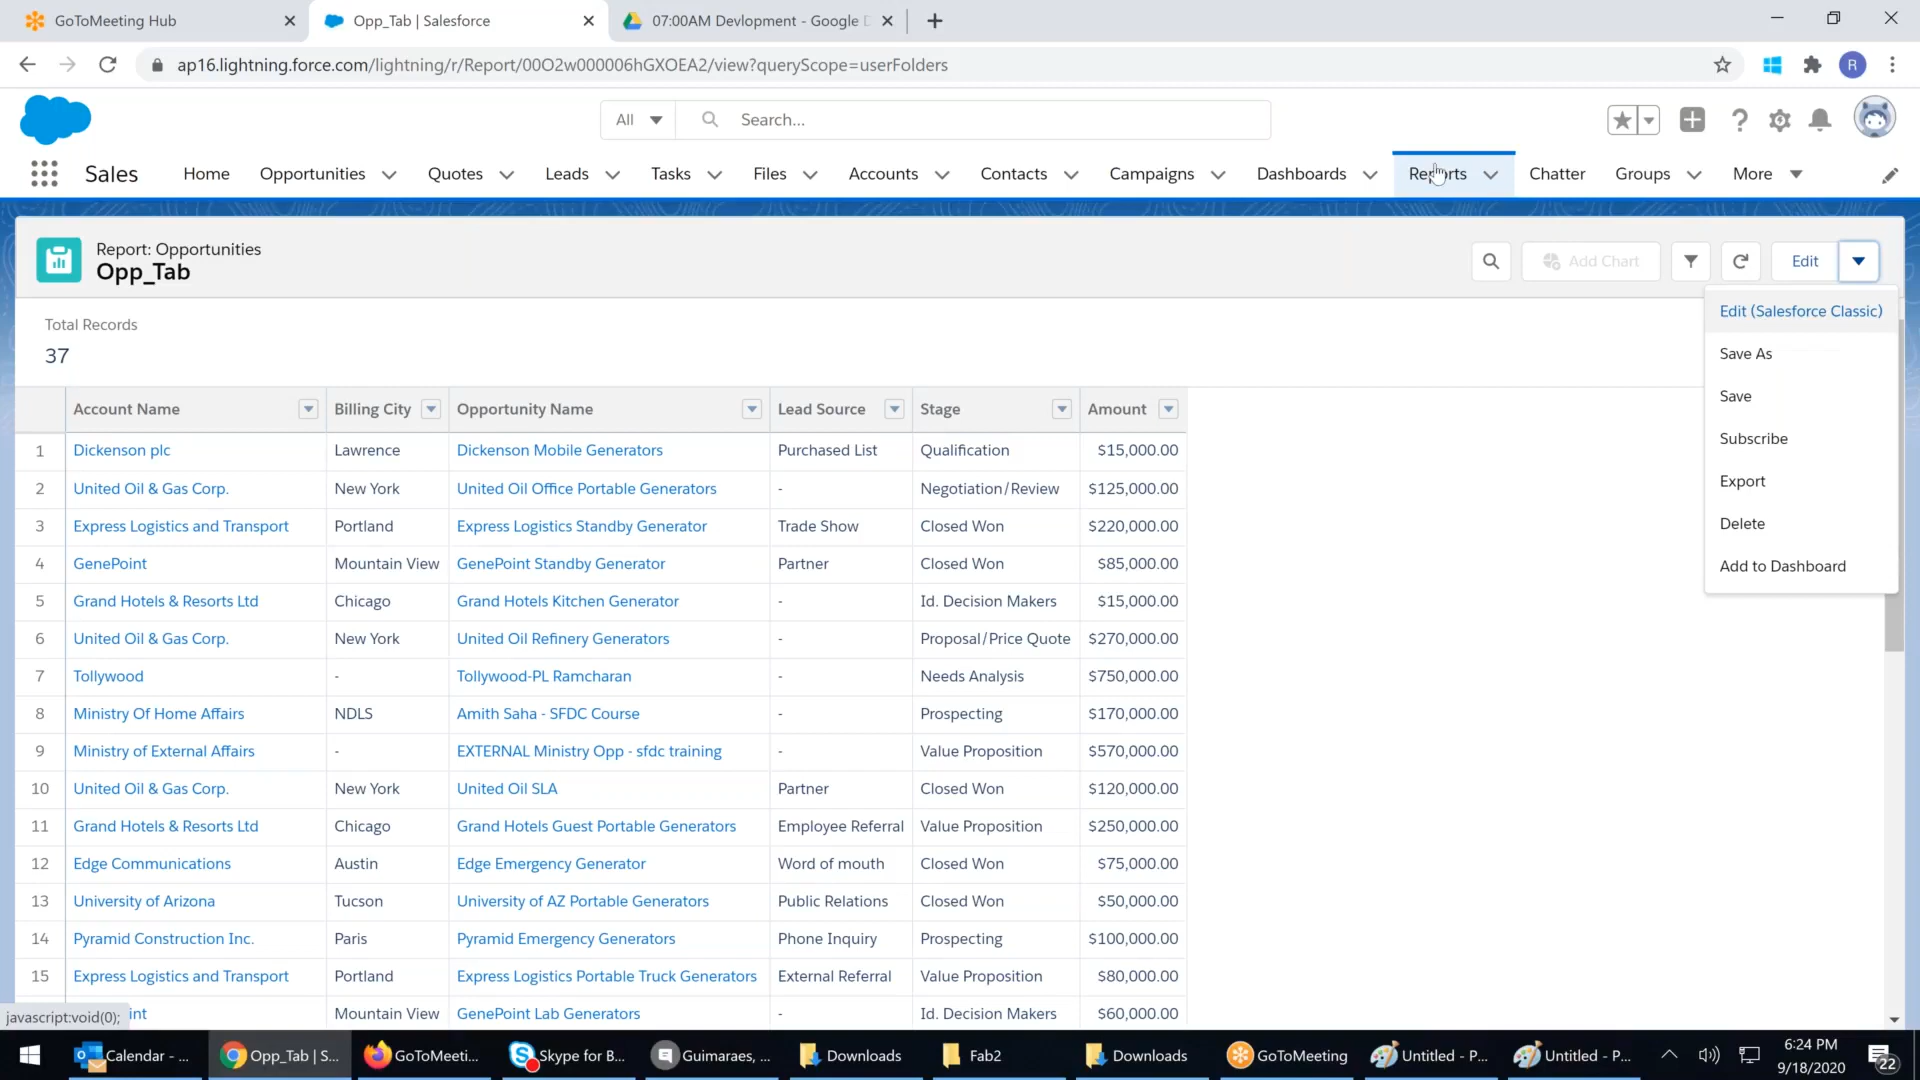 GoToMeeting Hub
Opp_Tab | Salesforce
07:00AM Devlopment - Google D
ap16.lightning.force.com/lightning/r/Report/00O2w000006hGXOEA2/view?queryScope=userFolders
R
All
Search...
Sales
Home
Opportunities
Quotes
Leads
Tasks
Files
Accounts
Contacts
Campaigns
Dashboards
Reports
Chatter
Groups
More
Report: Opportunities
Opp_Tab
Add Chart
Edit
Edit (Salesforce Classic)
Save As
Save
Subscribe
Export
Delete
Add to Dashboard
Total Records
37
Account Name Billing City Opportunity Name Lead Source Stage Amount
1 Dickenson plc Lawrence Dickenson Mobile Generators Purchased List Qualification $15,000.00
2 United Oil & Gas Corp. New York United Oil Office Portable Generators - Negotiation/Review $125,000.00
3 Express Logistics and Transport Portland Express Logistics Standby Generator Trade Show Closed Won $220,000.00
4 GenePoint Mountain View GenePoint Standby Generator Partner Closed Won $85,000.00
5 Grand Hotels & Resorts Ltd Chicago Grand Hotels Kitchen Generator - Id. Decision Makers $15,000.00
6 United Oil & Gas Corp. New York United Oil Refinery Generators - Proposal/Price Quote $270,000.00
7 Tollywood - Tollywood-PL Ramcharan - Needs Analysis $750,000.00
8 Ministry Of Home Affairs NDLS Amith Saha - SFDC Course - Prospecting $170,000.00
9 Ministry of External Affairs - EXTERNAL Ministry Opp - sfdc training - Value Proposition $570,000.00
10 United Oil & Gas Corp. New York United Oil SLA Partner Closed Won $120,000.00
11 Grand Hotels & Resorts Ltd Chicago Grand Hotels Guest Portable Generators Employee Referral Value Proposition $250,000.00
12 Edge Communications Austin Edge Emergency Generator Word of mouth Closed Won $75,000.00
13 University of Arizona Tucson University of AZ Portable Generators Public Relations Closed Won $50,000.00
14 Pyramid Construction Inc. Paris Pyramid Emergency Generators Phone Inquiry Prospecting $100,000.00
15 Express Logistics and Transport Portland Express Logistics Portable Truck Generators External Referral Value Proposition $80,000.00
int Mountain View GenePoint Lab Generators - Id. Decision Makers $60,000.00
javascript:void(0);
Calendar - ...
Opp_Tab | S...
GoToMeeti...
Skype for B...
Guimaraes, ...
Downloads
Fab2
Downloads
GoToMeeting
Untitled - P...
Untitled - P...
6:24 PM
9/18/2020
22